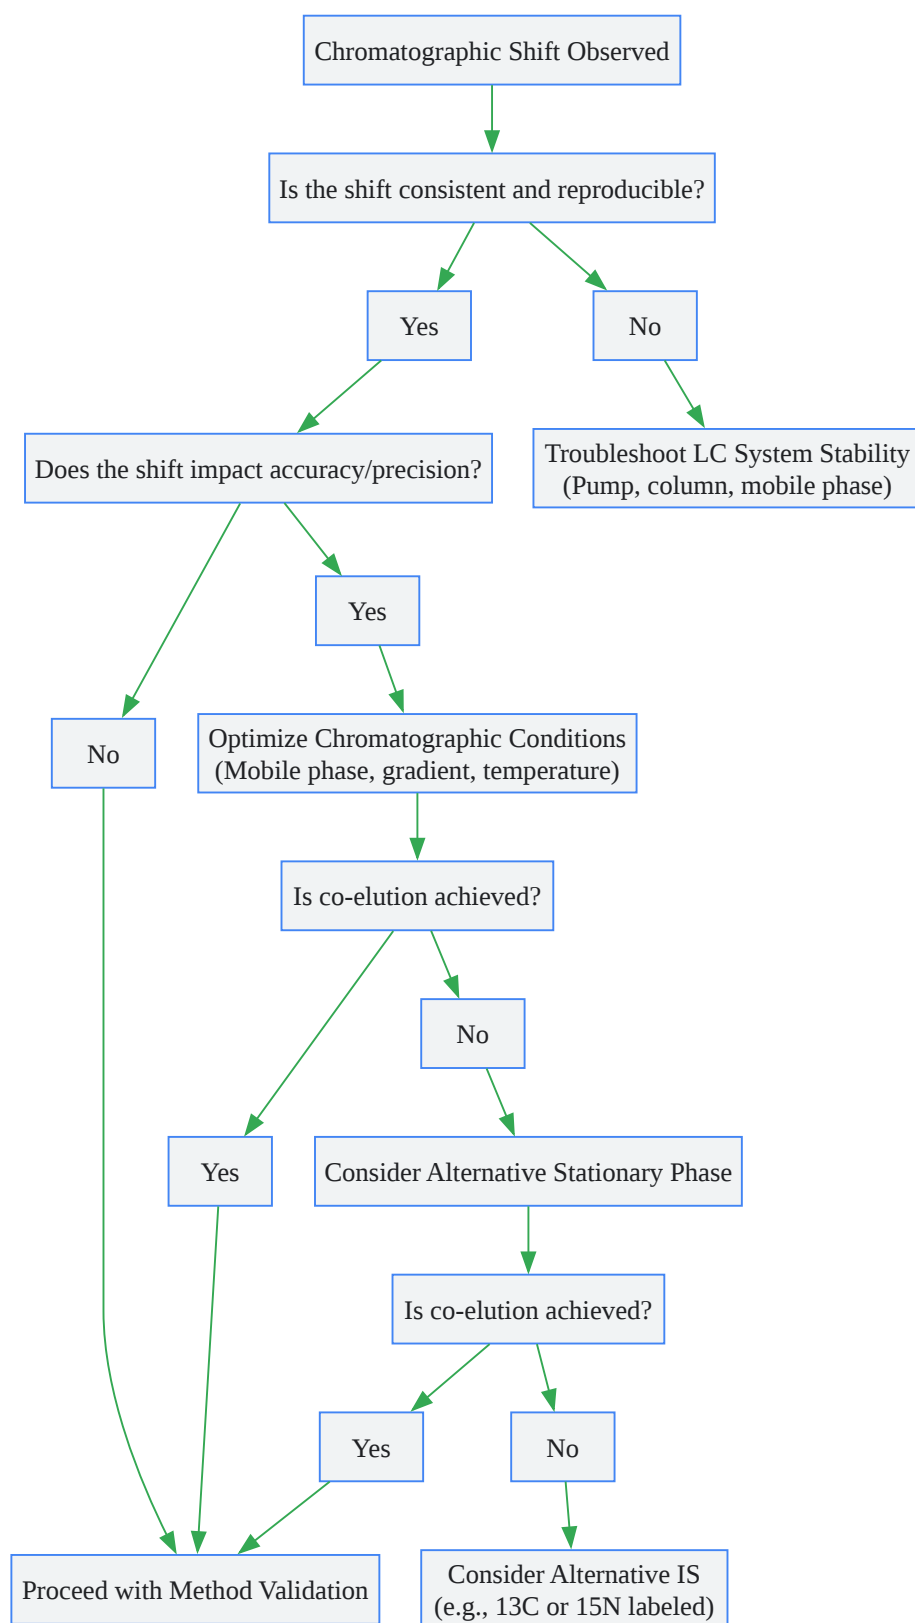 Chromatographic Shift Observed
Is the shift consistent and reproducible?
Yes
No
Does the shift impact accuracy/precision?
Troubleshoot LC System Stability
(Pump, column, mobile phase)
Yes
No
Optimize Chromatographic Conditions
(Mobile phase, gradient, temperature)
Is co-elution achieved?
No
Yes
Consider Alternative Stationary Phase
Is co-elution achieved?
Yes
No
Proceed with Method Validation
Consider Alternative IS
(e.g., 13C or 15N labeled)